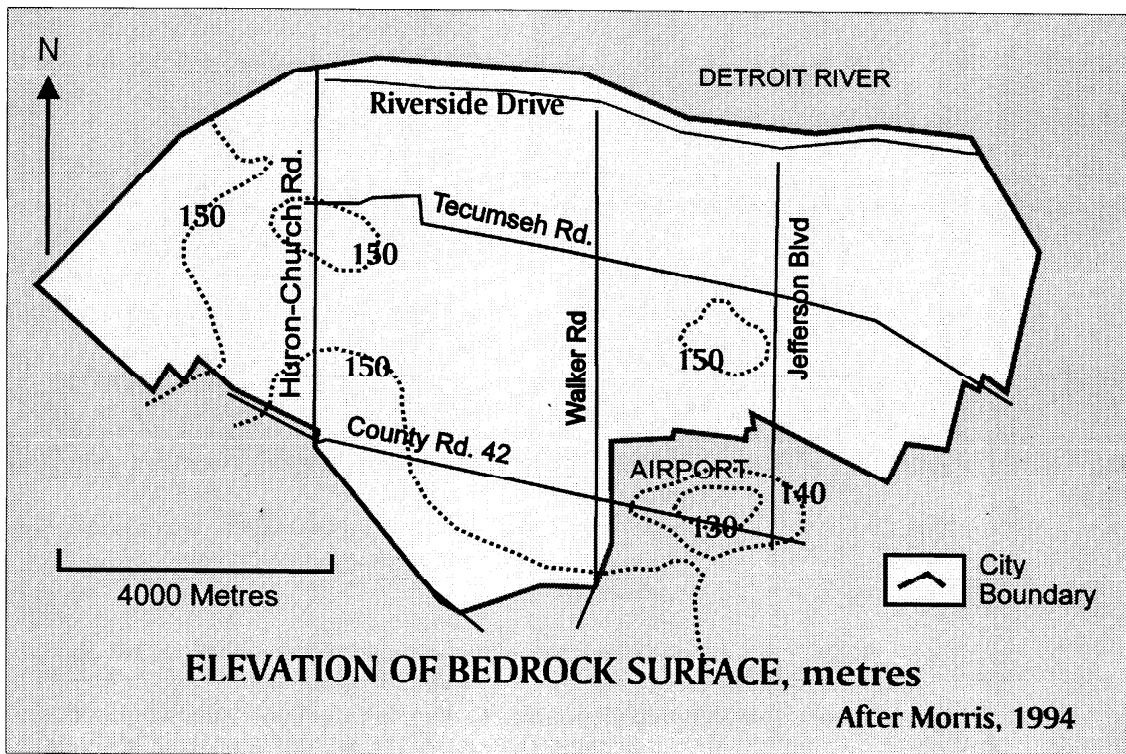 N
DETROIT RIVER
Riverside Drive
Huron-Church Rd.
150
Tecumseh Rd.
150
Jefferson Blvd
Walker Rd
150
150
County Rd. 42
AIRPORT
140
130
4000 Metres
City
Boundary
ELEVATION OF BEDROCK SURFACE, metres
After Morris, 1994